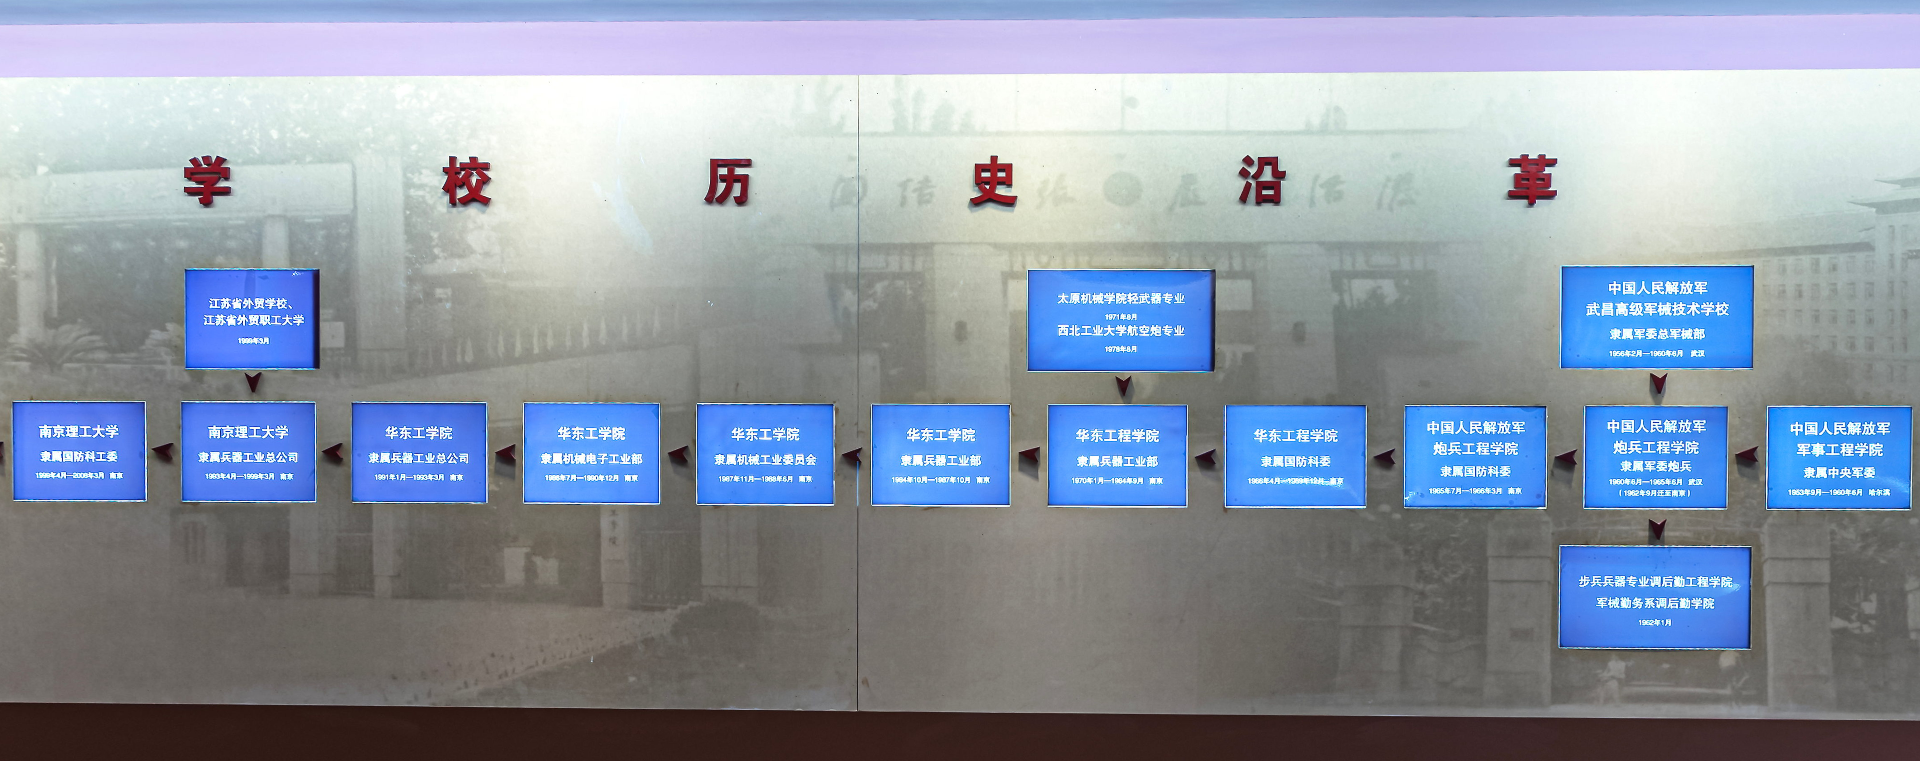 学校历史沿革
江苏省外贸学校、
江苏省外贸职工大学
1999年3月
太原机械学院轻武器专业
1971年8月
西北工业大学航空炮专业
1978年8月
中国人民解放军
武昌高级军械技术学校
隶属军委总军械部
1956年2月—1960年6月 武汉
南京理工大学
隶属国防科工委
1999年4月—2008年3月 南京
南京理工大学
隶属兵器工业总公司
1993年4月—1999年3月 南京
华东工学院
隶属兵器工业总公司
1991年1月—1993年3月 南京
华东工学院
隶属机械电子工业部
1988年7月—1990年12月 南京
华东工学院
隶属机械工业委员会
1987年11月—1988年6月 南京
华东工学院
隶属兵器工业部
1984年10月—1987年10月 南京
华东工程学院
隶属兵器工业部
1970年1月—1984年9月 南京
华东工程学院
隶属国防科委
1966年4月—1969年12月 南京
中国人民解放军
炮兵工程学院
隶属国防科委
1965年7月—1966年3月 南京
中国人民解放军
炮兵工程学院
隶属军委炮兵
1960年6月—1965年6月 武汉
（1962年9月迁至南京）
中国人民解放军
军事工程学院
隶属中央军委
1953年9月—1960年6月 哈尔滨
步兵兵器专业调后勤工程学院
军械勤务系调后勤学院
1962年1月